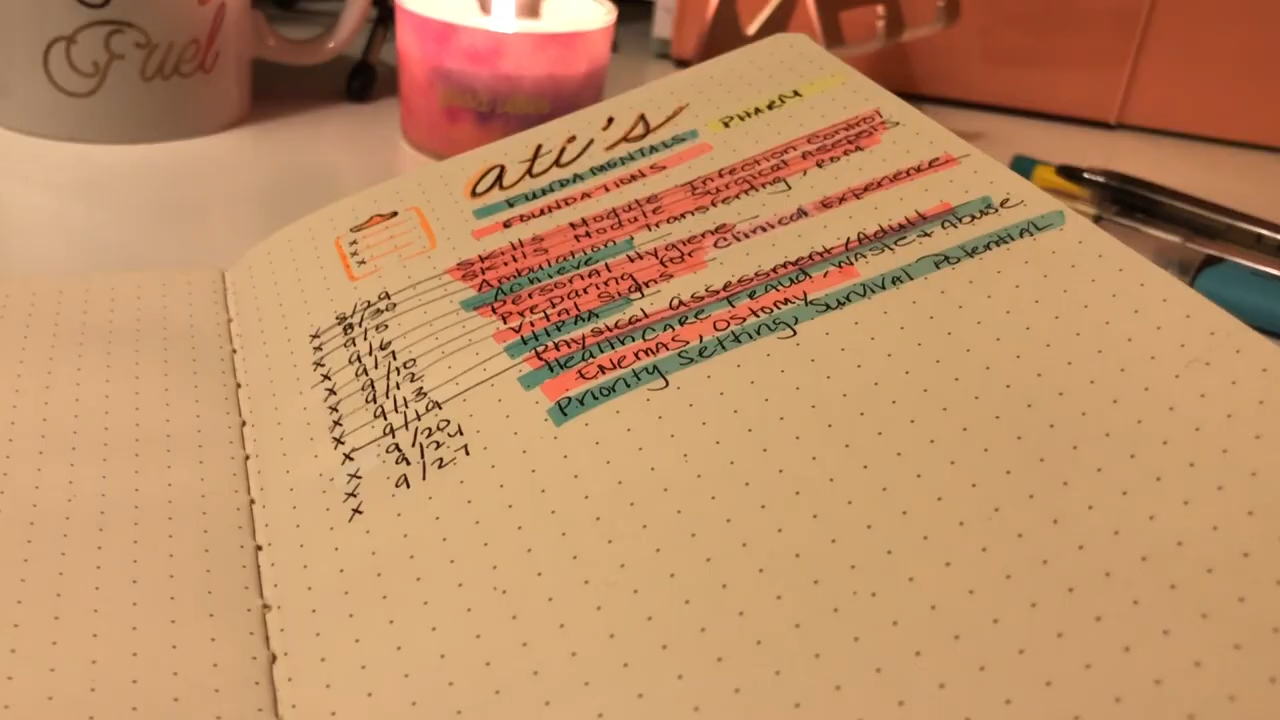 Fuel
ati's
FUNDAMENTALS
PHARM
FOUNDATIONS
x 8/29 Skills Module Infection Control
x 8/30 Skills Module Surgical Asepsis
x 9/5 Ambulation Transferring, ROM
x 9/6 Achieve
x 9/7 Personal Hygiene
x 9/10 Preparing for Clinical Experience
x 9/12 Vital Signs
x 9/13 HIPAA
x 9/19 Physical Assessment/Adult
x 9/20 Healthcare Fraud, Waste + Abuse
x 9/24 ENEMAS, OSTOMY
x 9/27 Priority Setting, Survival Potential